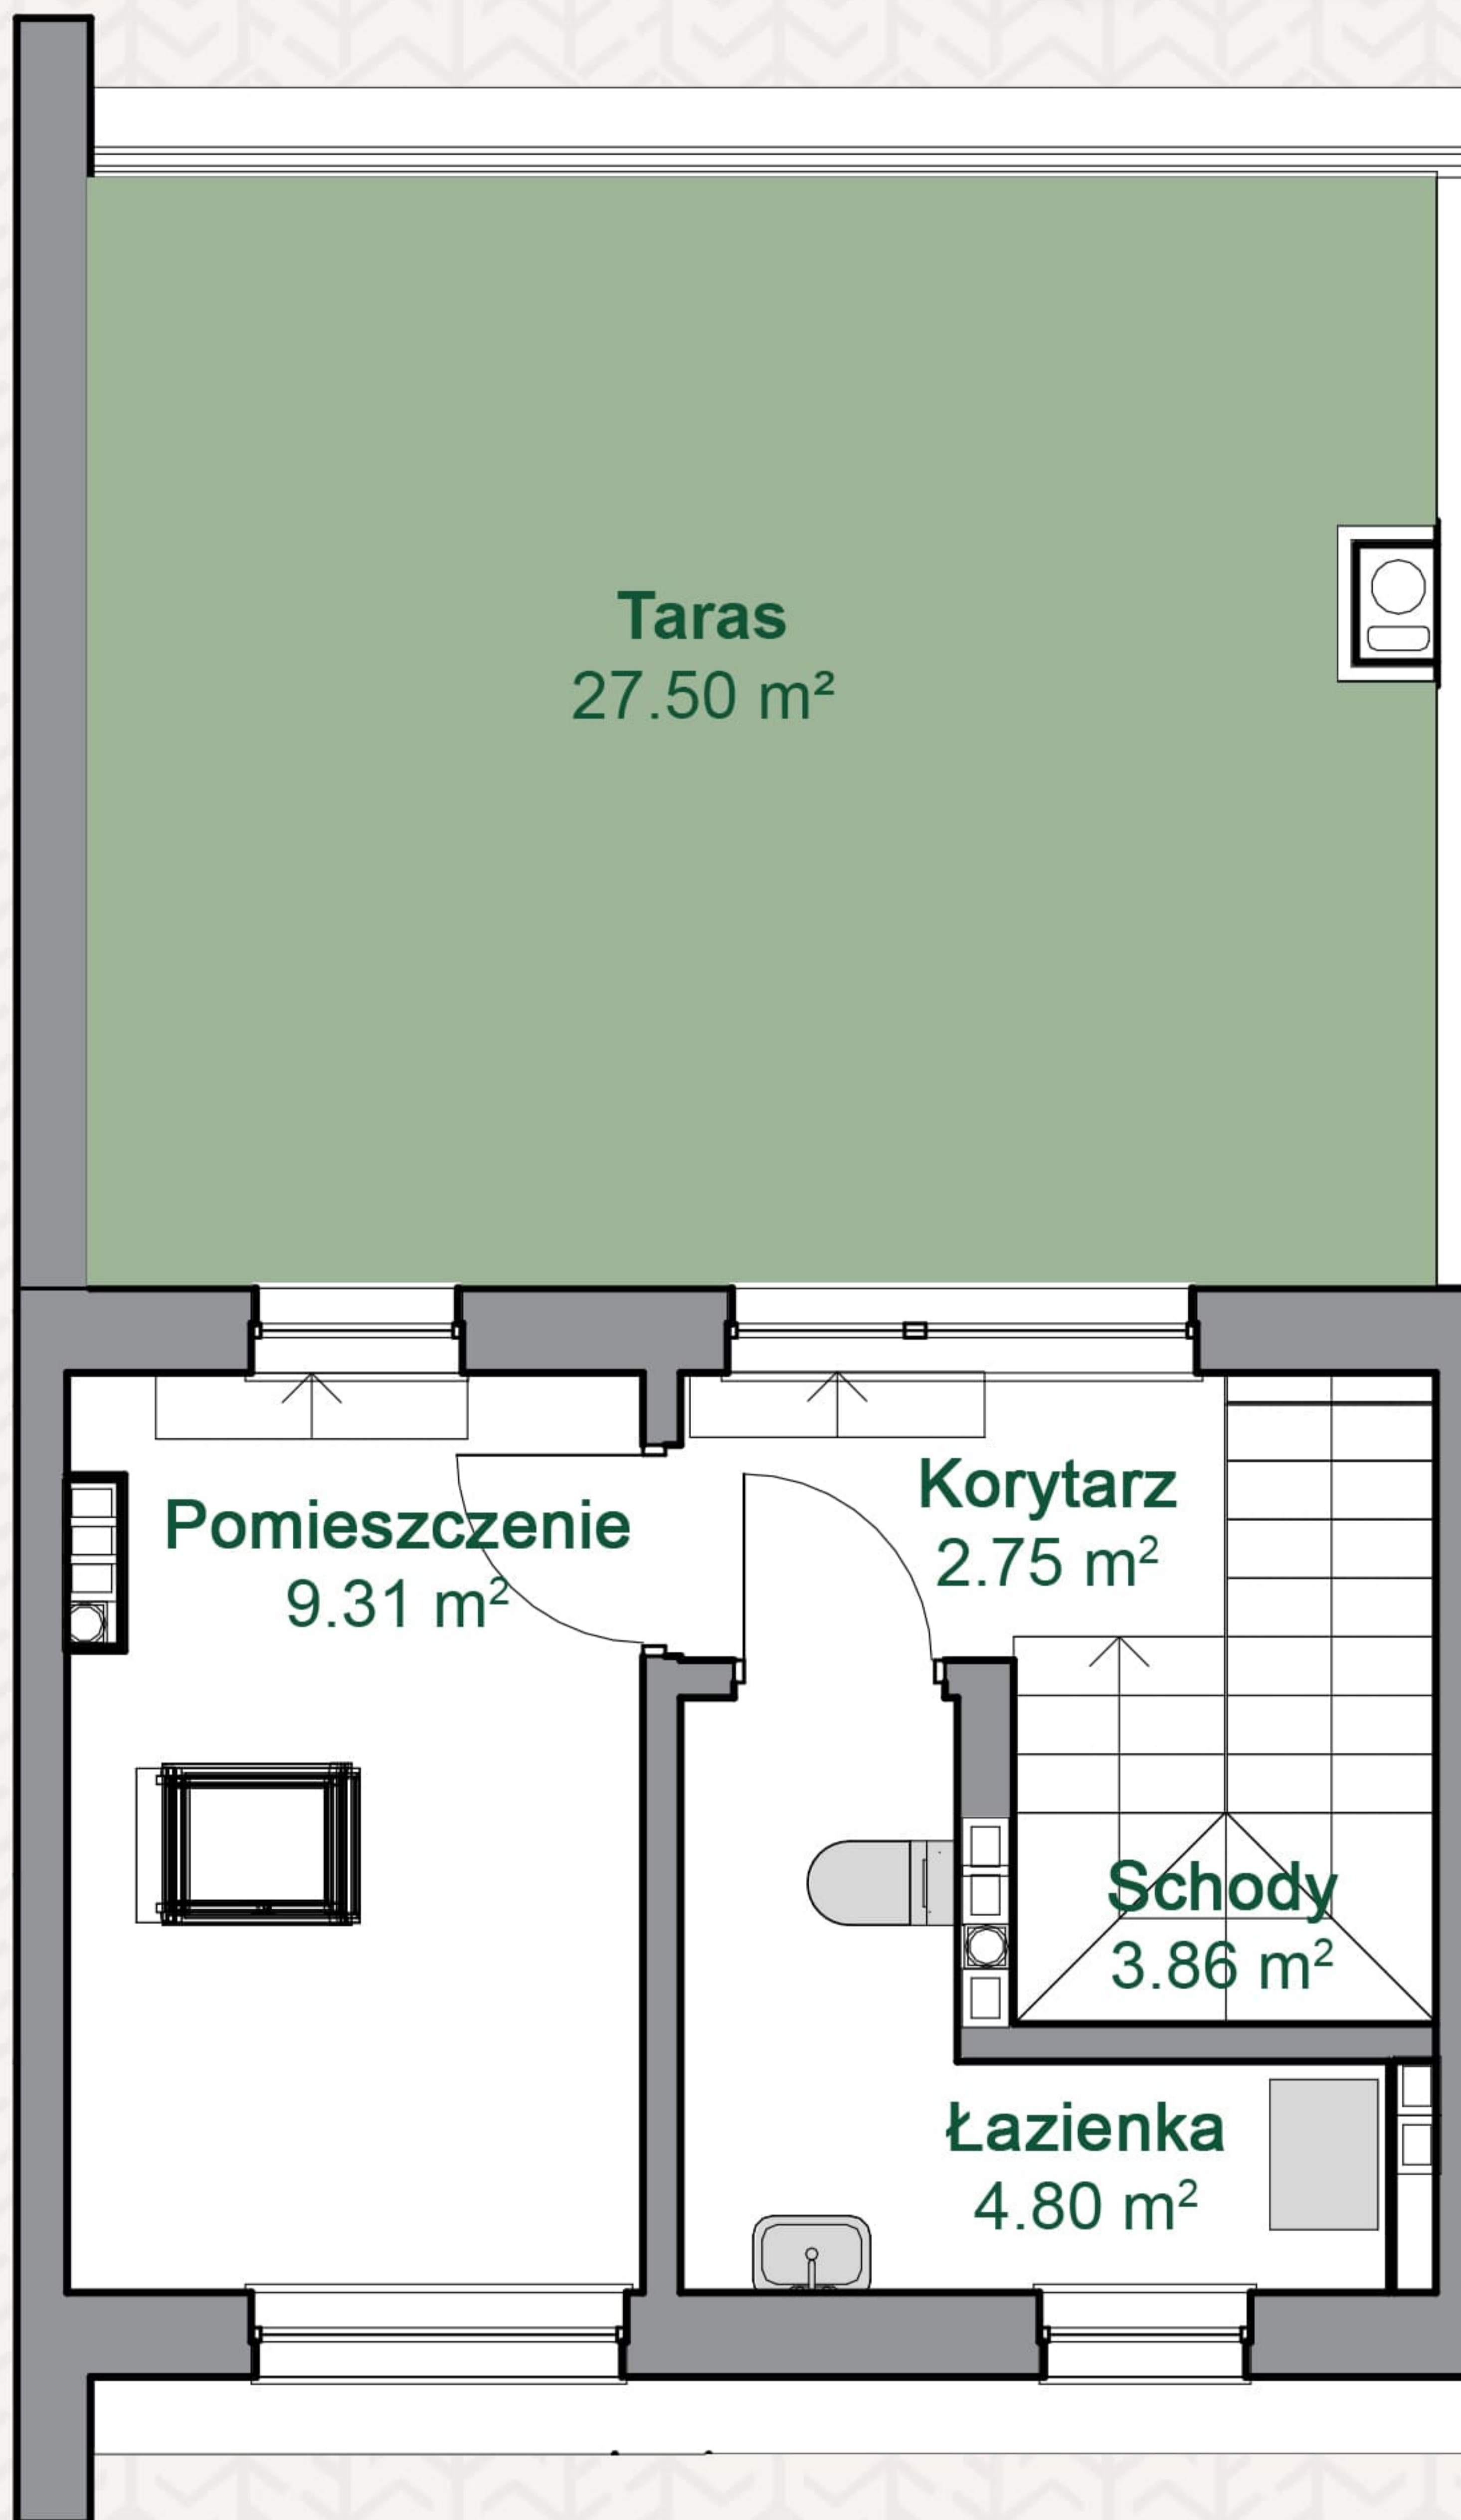 Taras
27.50 m²
Korytarz
2.75 m²
Pomieszczenie
9.31 m²
Schody
3.86 m²
Łazienka
4.80 m²